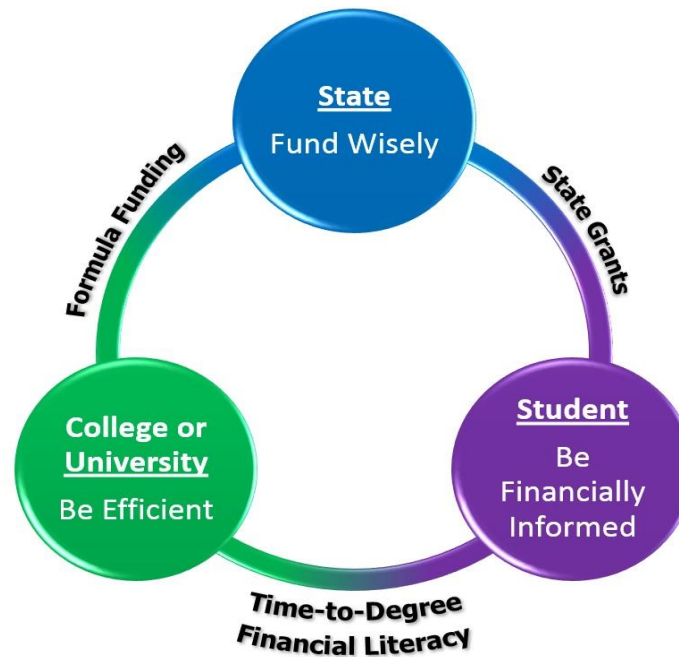 State
Fund Wisely
Formula Funding
State Grants
College or
University
Be Efficient
Student
Be
Financially
Informed
Time-to-Degree
Financial Literacy